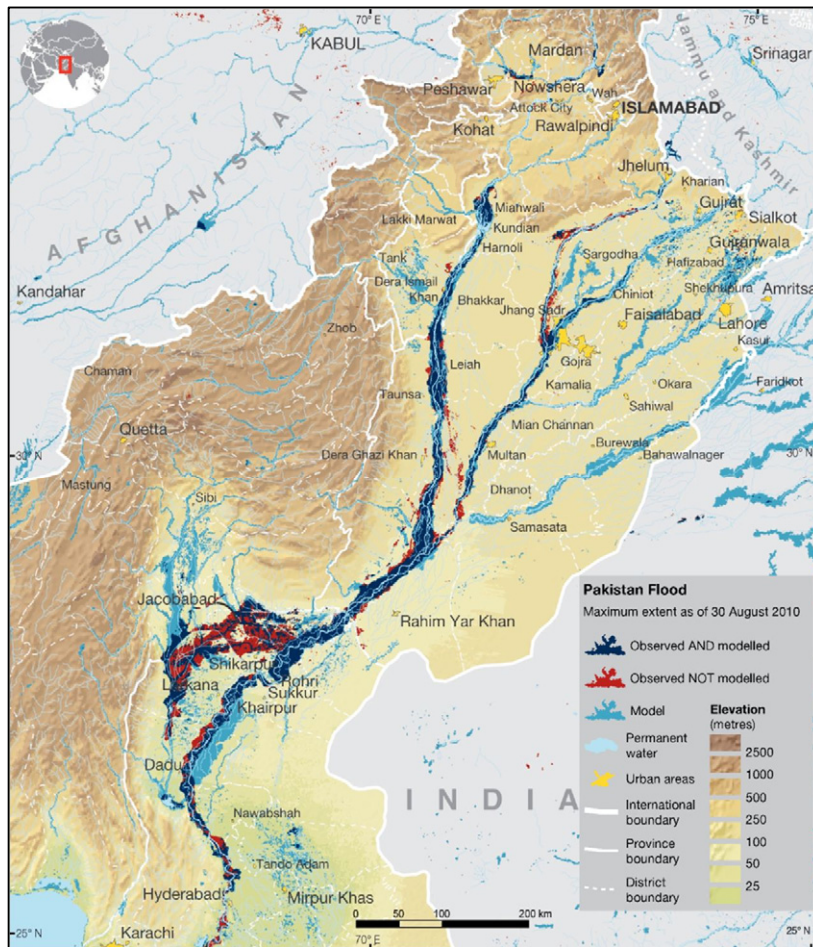 70°N
75°E
KABUL
Mardan
Srinagar
Peshawar
Nowshera
Wah
Attock City
ISLAMABAD
Kohat
Rawalpindi
Jammu and Kashmir
AFGHANISTAN
Jhelum
Kharian
Miahwali
Gujrat
Lakki Marwat
Kundian
Sialkot
Harnoli
Gujranwala
Tank
Sargodha
Hafizabad
Dera Ismail
Khan
Kandahar
Bhakkar
Chiniot
Shekhupura
Amritsa
Jhang Sadr
Faisalabad
Lahore
Zhob
Kasur
Leiah
Gojra
Chaman
Kamalia
Okara
Faridkot
Taunsa
Sahiwal
Quetta
Mian Channan
30°N
Dera Ghazi Khan
Multan
Burewala
Bahawalnager
30°N
Mastung
Sibi
Dhanot
Samasata
Jacobabad
Rahim Yar Khan
Shikarpur
Larkana
Rohri
Sukkur
Khairpur
Dadu
INDIA
Nawabshah
Tando Adam
Hyderabad
Mirpur Khas
25°N
Karachi
70°E
25°N
0 50 100 200 km
Pakistan Flood
Maximum extent as of 30 August 2010
Observed AND modelled
Observed NOT modelled
Model
Permanent
water
Urban areas
International
boundary
Province
boundary
District
boundary
Elevation
(metres)
2500
1000
500
250
100
50
25